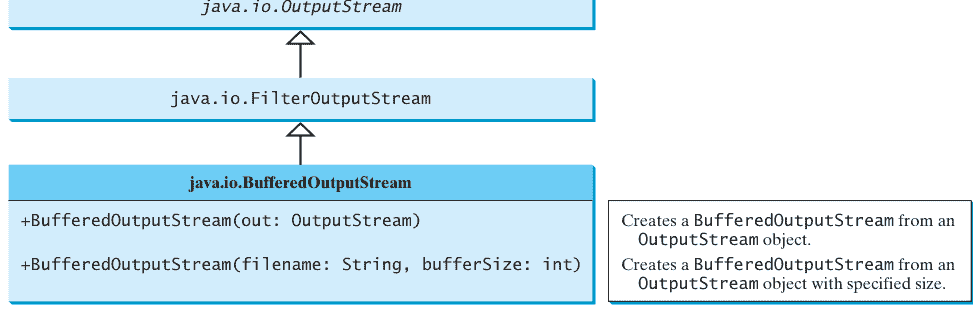 java.io.OutputStream
java.io.FilterOutputStream
java.io.BufferedOutputStream
+BufferedOutputStream(out: OutputStream)
+BufferedOutputStream(filename: String, bufferSize: int)
Creates a BufferedOutputStream from an
OutputStream object.
Creates a BufferedOutputStream from an
OutputStream object with specified size.